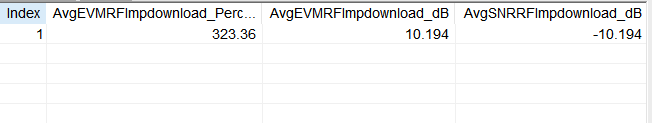 Index AvgEVMRFImpdownload_Perc... AvgEVMRFImpdownload_dB AvgSNRRFImpdownload_dB
1 323.36 10.194 -10.194